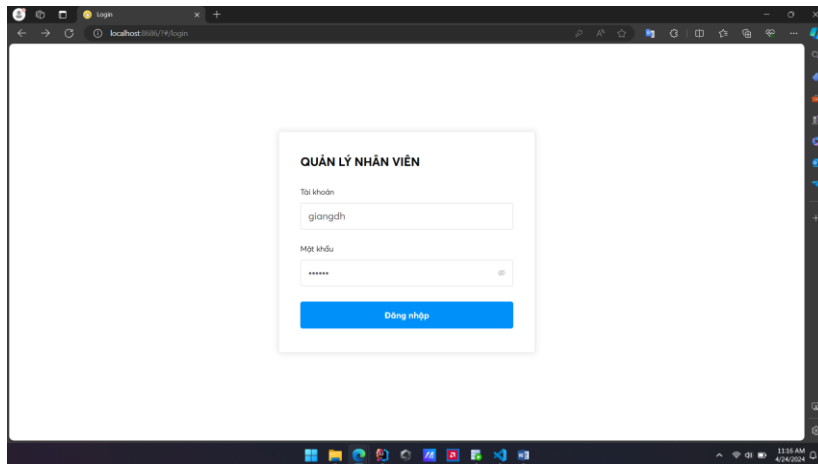 Login
localhost:8686/?#/login
QUẢN LÝ NHÂN VIÊN
Tài khoản
giangdh
Mật khẩu
••••••
Đăng nhập
11:16 AM
4/24/2024